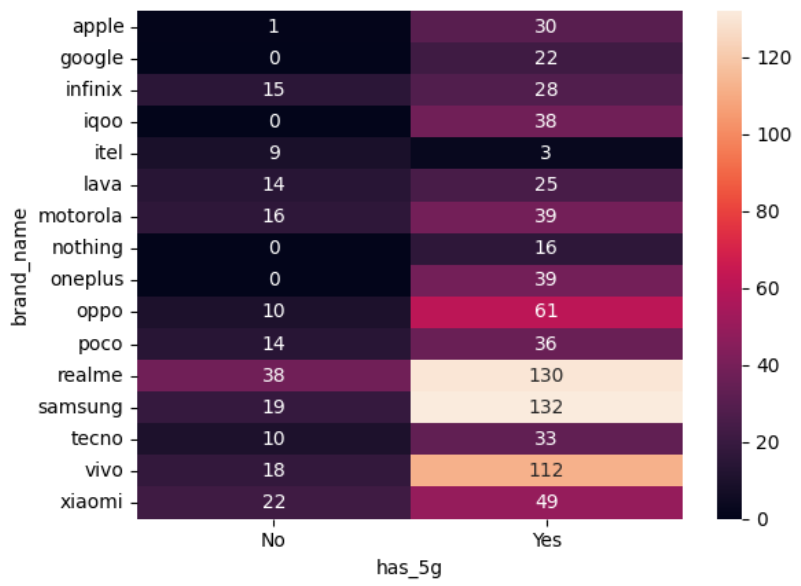 apple 1 30
google 0 22
infinix 15 28
iqoo 0 38
itel 9 3
lava 14 25
motorola 16 39
nothing 0 16
oneplus 0 39
oppo 10 61
poco 14 36
realme 38 130
samsung 19 132
tecno 10 33
vivo 18 112
xiaomi 22 49
No Yes
has_5g
brand_name
120
100
80
60
40
20
0